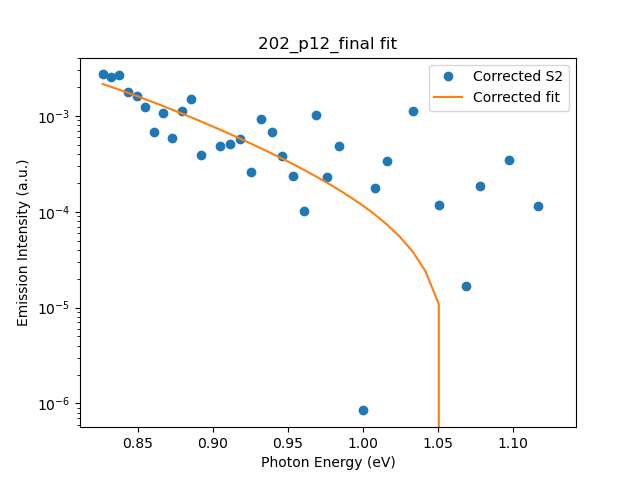 202_p12_final fit
Corrected S2
Corrected fit
Emission Intensity (a.u.)
10⁻³
10⁻⁴
10⁻⁵
10⁻⁶
0.85 0.90 0.95 1.00 1.05 1.10
Photon Energy (eV)